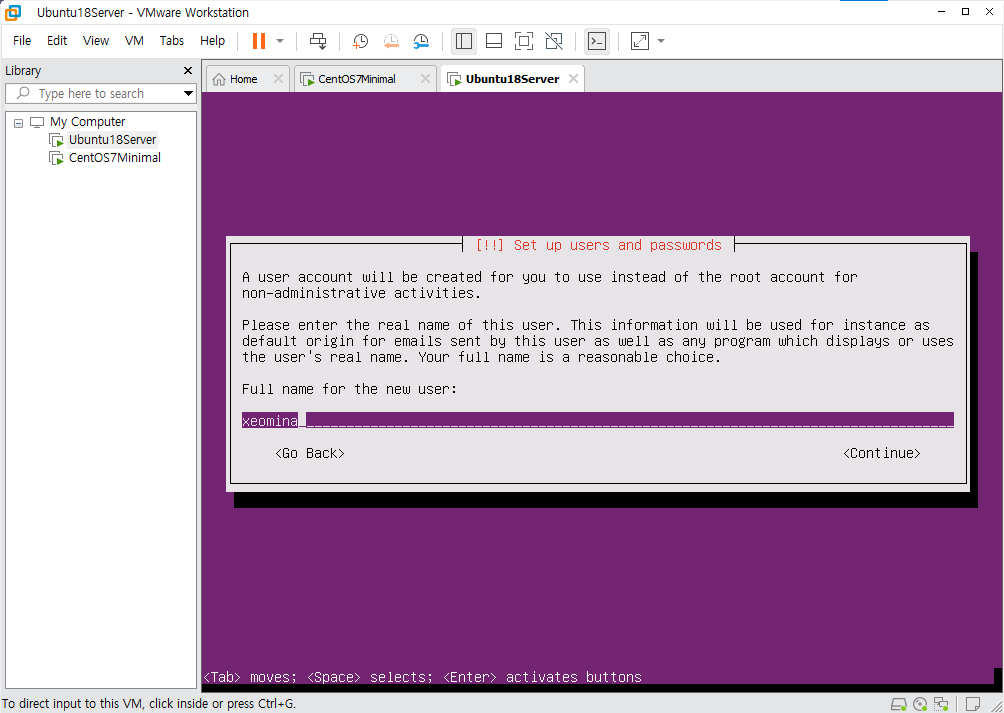 Ubuntu18Server - VMware Workstation
File Edit View VM Tabs Help
Library
Type here to search
My Computer
Ubuntu18Server
CentOS7Minimal
Home CentOS7Minimal Ubuntu18Server
[!!] Set up users and passwords
A user account will be created for you to use instead of the root account for
non-administrative activities.
Please enter the real name of this user. This information will be used for instance as
default origin for emails sent by this user as well as any program which displays or uses
the user's real name. Your full name is a reasonable choice.
Full name for the new user:
xeomina
<Go Back> <Continue>
<Tab> moves; <Space> selects; <Enter> activates buttons
To direct input to this VM, click inside or press Ctrl+G.